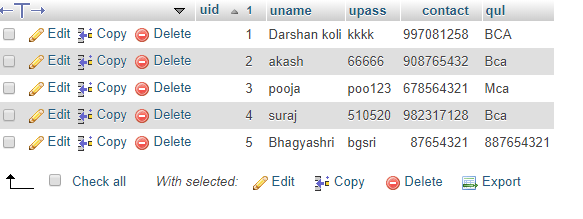 uid 1 uname upass contact qul
Edit Copy Delete 1 Darshan koli kkkk 997081258 BCA
Edit Copy Delete 2 akash 66666 908765432 Bca
Edit Copy Delete 3 pooja poo123 678564321 Mca
Edit Copy Delete 4 suraj 510520 982317128 Bca
Edit Copy Delete 5 Bhagyashri bgsri 87654321 887654321
Check all With selected: Edit Copy Delete Export